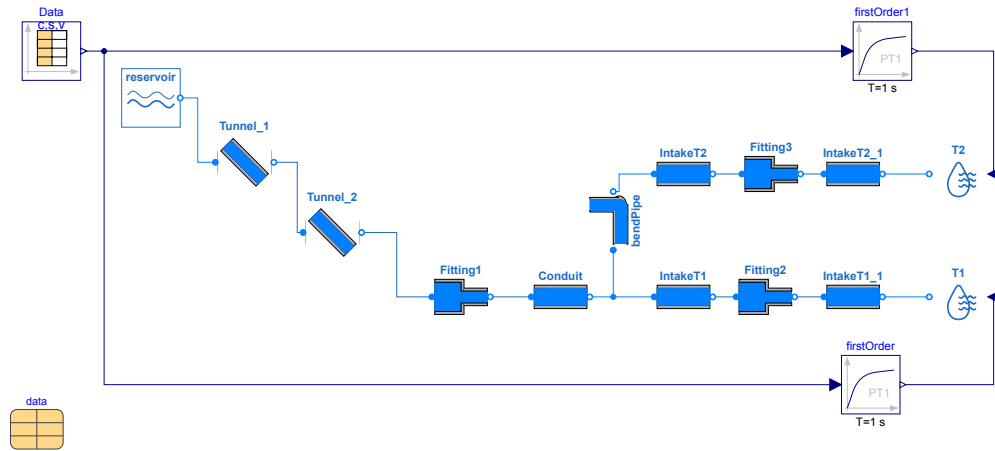 Data
C,S,V
firstOrder1
PT1
T=1 s
reservoir
Tunnel_1
Tunnel_2
IntakeT2
Fitting3
IntakeT2_1
T2
bendPipe
Fitting1
Conduit
IntakeT1
Fitting2
IntakeT1_1
T1
firstOrder
PT1
T=1 s
data